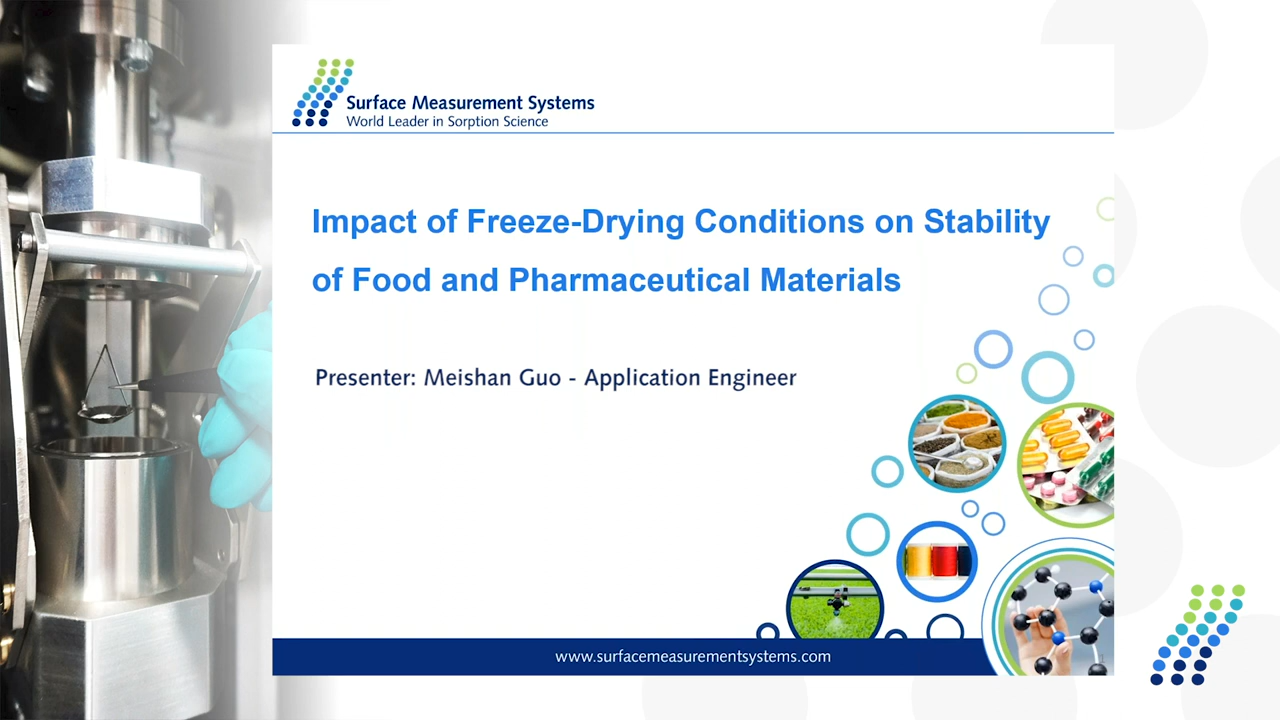 Surface Measurement Systems
World Leader in Sorption Science
Impact of Freeze-Drying Conditions on Stability
of Food and Pharmaceutical Materials
Presenter: Meishan Guo - Application Engineer
www.surfacemeasurementsystems.com